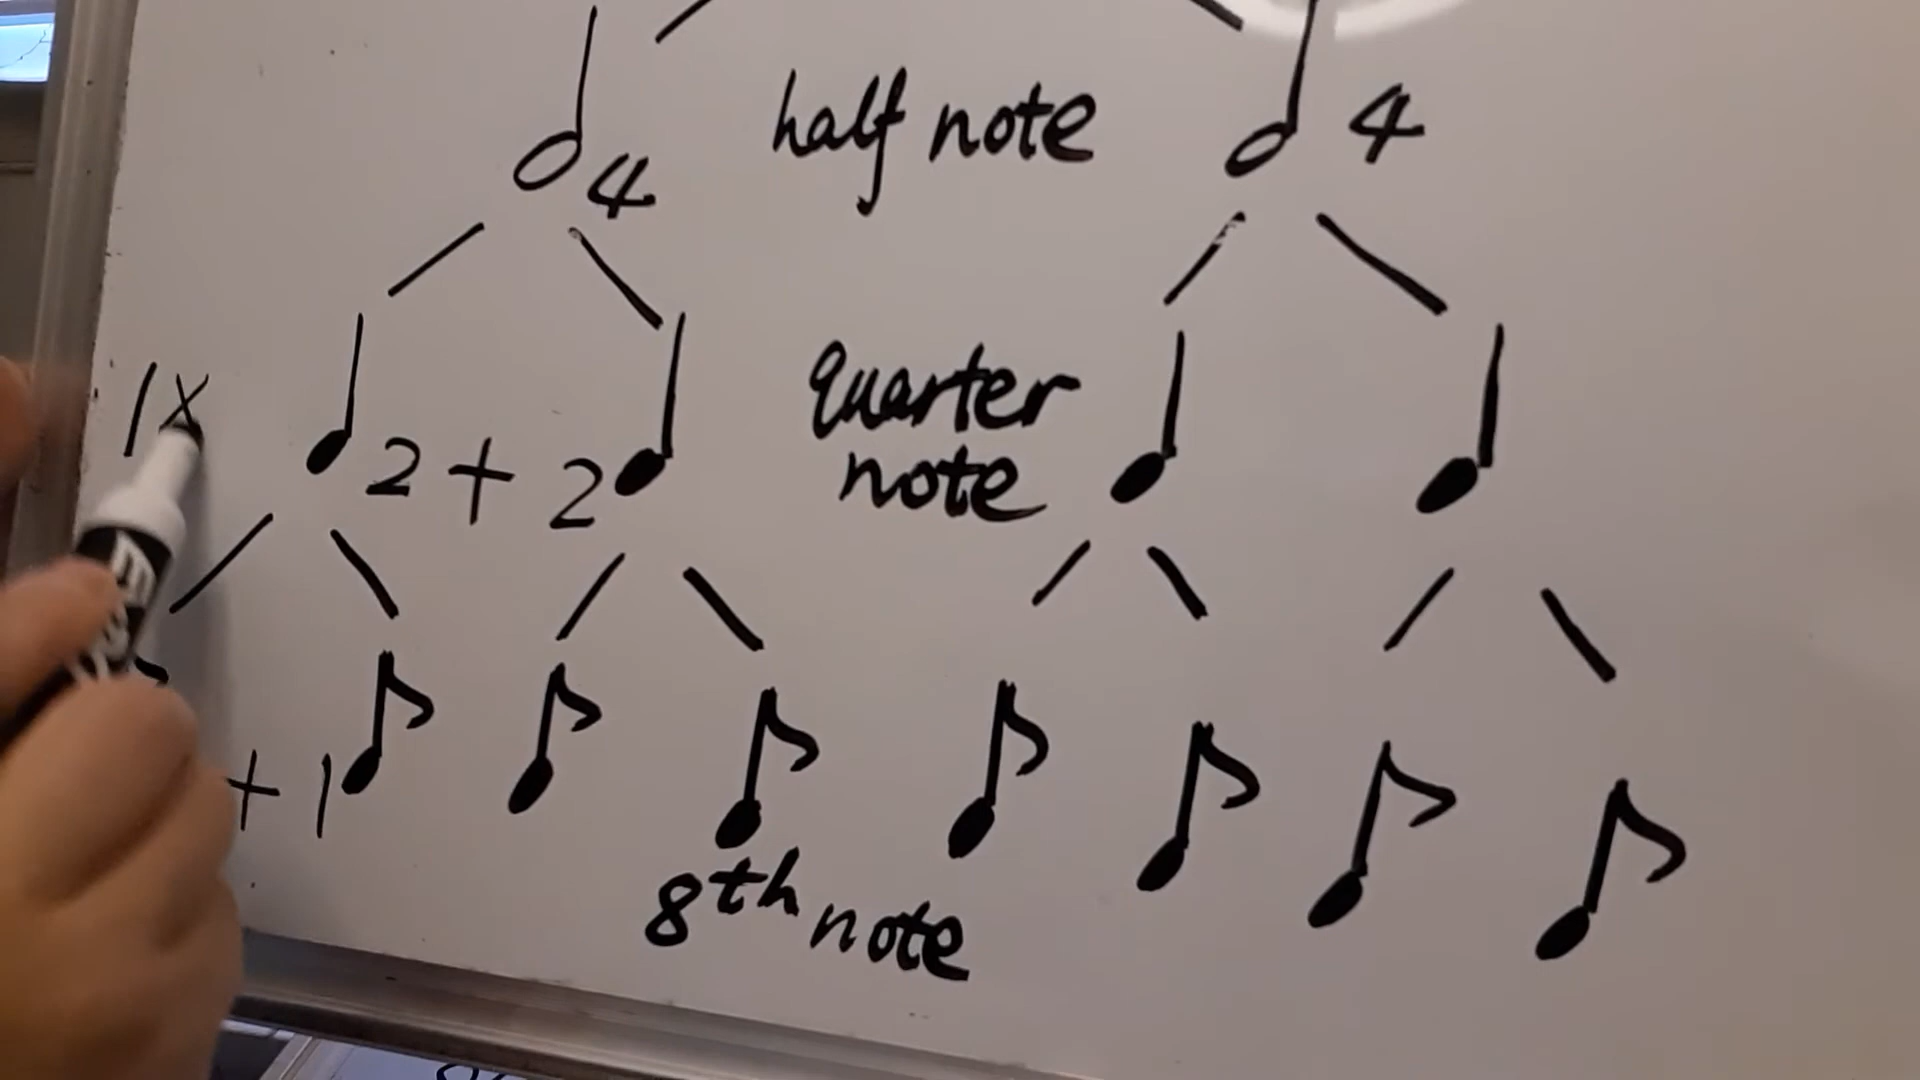 half note
4
4
1x
2 + 2
quarter
note
+ 1
8th note